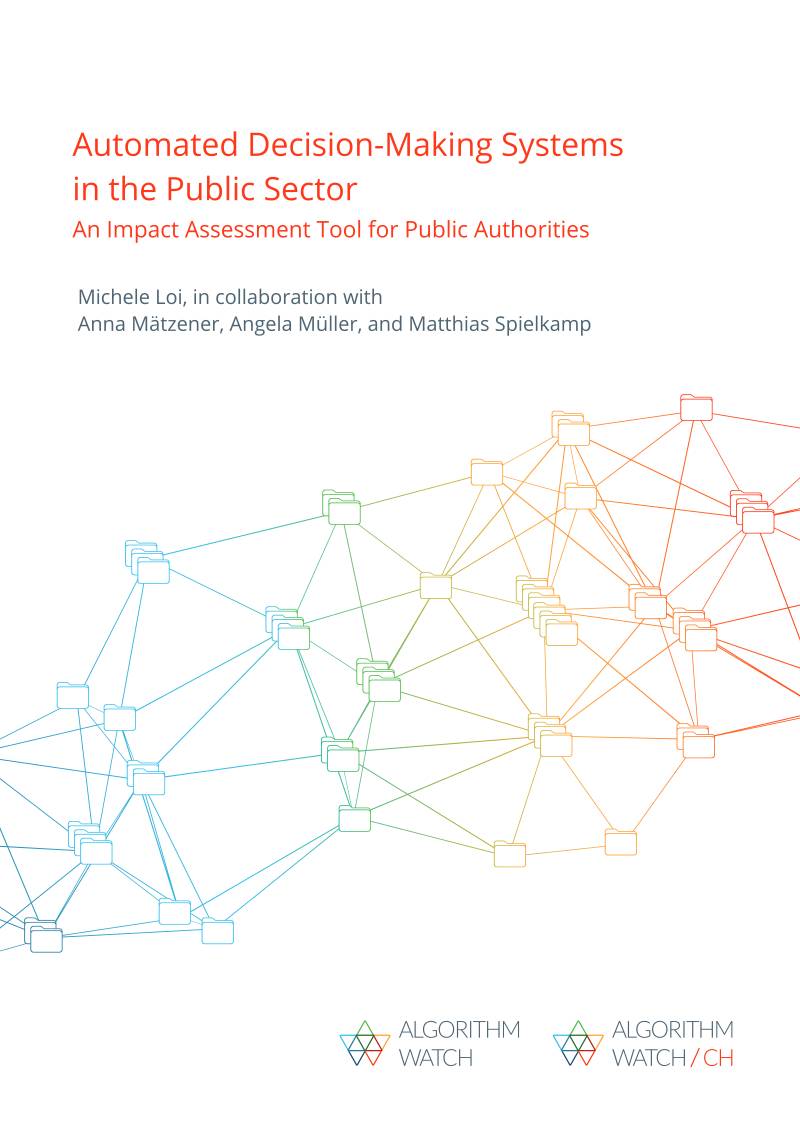 Automated Decision-Making Systems
in the Public Sector
An Impact Assessment Tool for Public Authorities
Michele Loi, in collaboration with
Anna Mätzener, Angela Müller, and Matthias Spielkamp
ALGORITHM
WATCH
ALGORITHM
WATCH / CH